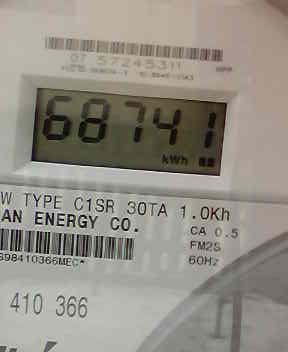 07 57245311
68741
kWh
W TYPE C1SR 30TA 1.0Kh
AN ENERGY CO.
CA 0.5
FM2S
60Hz
S98410366MEC*
410 366